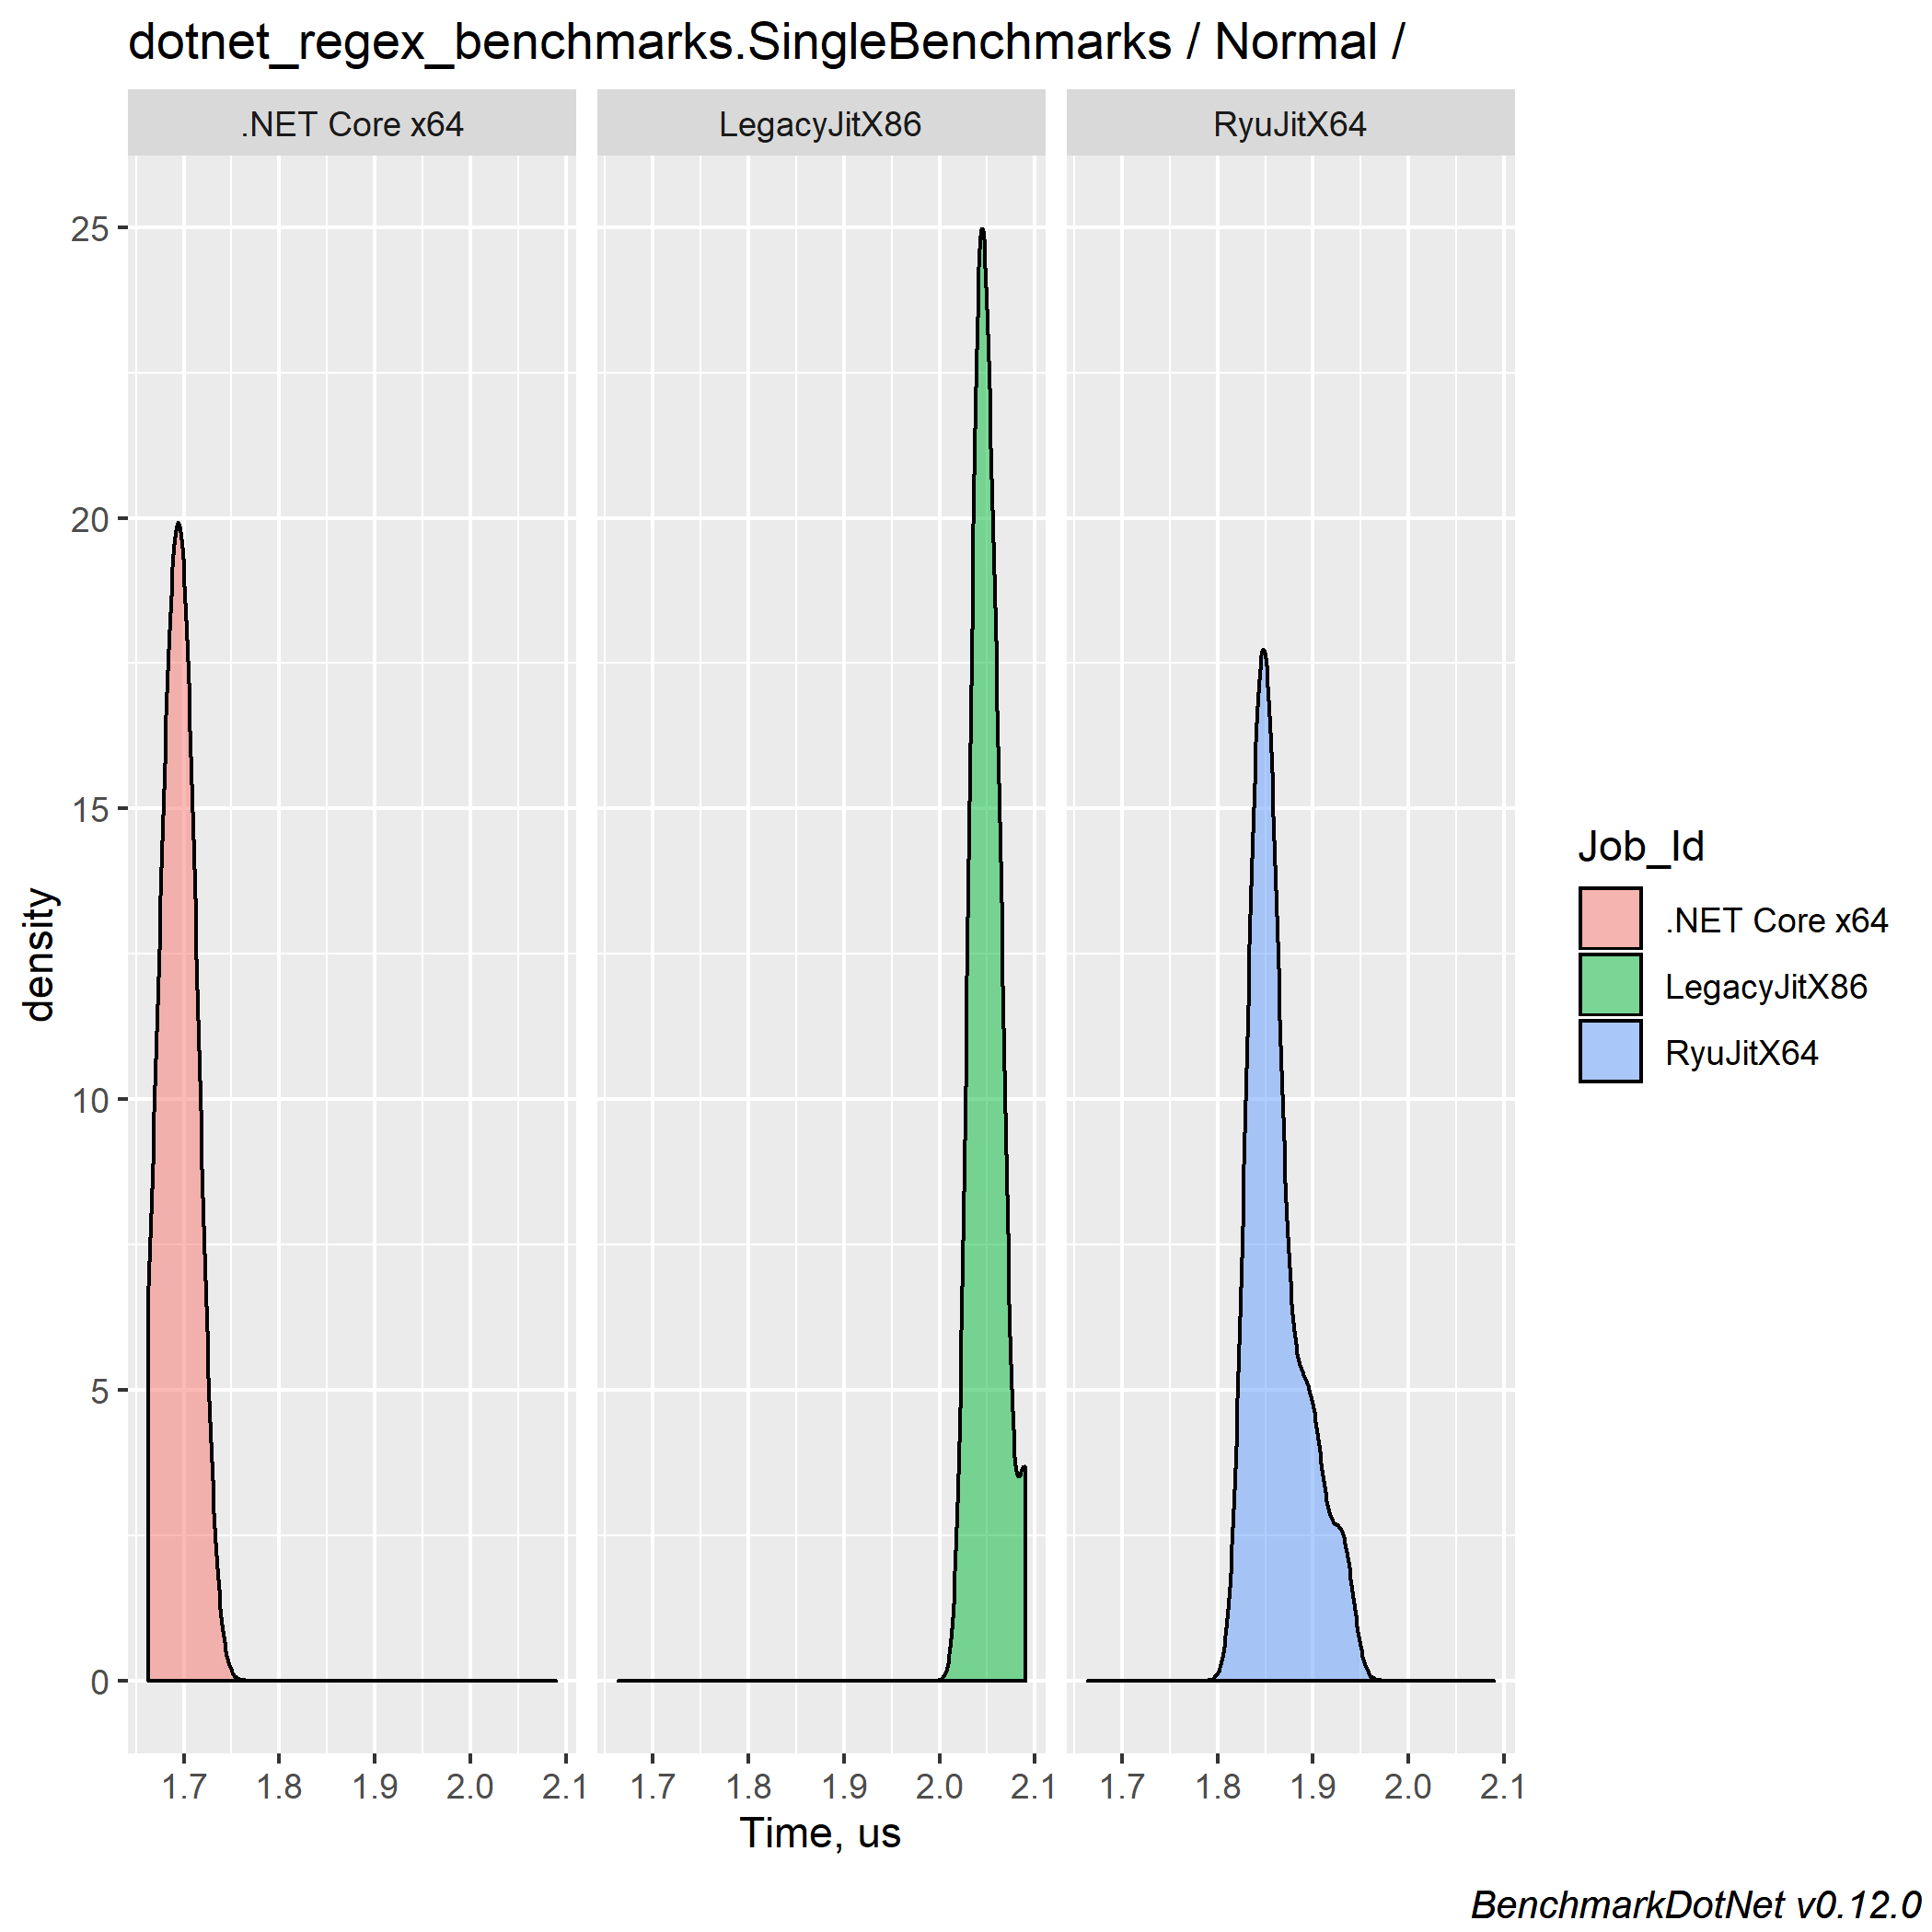 dotnet_regex_benchmarks.SingleBenchmarks / Normal /
.NET Core x64
LegacyJitX86
RyuJitX64
25
20
15
10
5
0
density
1.7 1.8 1.9 2.0 2.1
1.7 1.8 1.9 2.0 2.1
1.7 1.8 1.9 2.0 2.1
Time, us
Job_Id
.NET Core x64
LegacyJitX86
RyuJitX64
BenchmarkDotNet v0.12.0